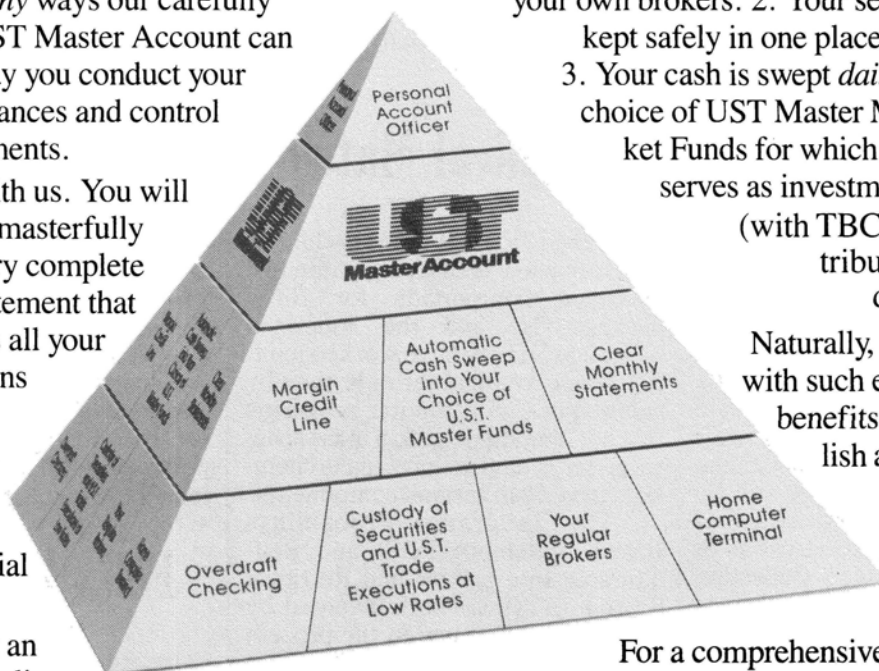 ways our carefully
UST Master Account can
you conduct your
ances and control
ments.
th us. You will
masterfully
ry complete
tement that
all your
ns
ial
an
Personal
Account
Officer
UST
Master Account
Margin
Credit
Line
Automatic
Cash Sweep
into Your
Choice of
U.S.T.
Master Funds
Clear
Monthly
Statements
Overdraft
Checking
Custody of
Securities
and U.S.T.
Trade
Executions at
Low Rates
Your
Regular
Brokers
Home
Computer
Terminal
your own brokers. 2. Your se
kept safely in one place
3. Your cash is swept dai
choice of UST Master M
ket Funds for which
serves as investm
(with TBC
tribu
Naturally,
with such e
benefits
lish a
For a comprehensive